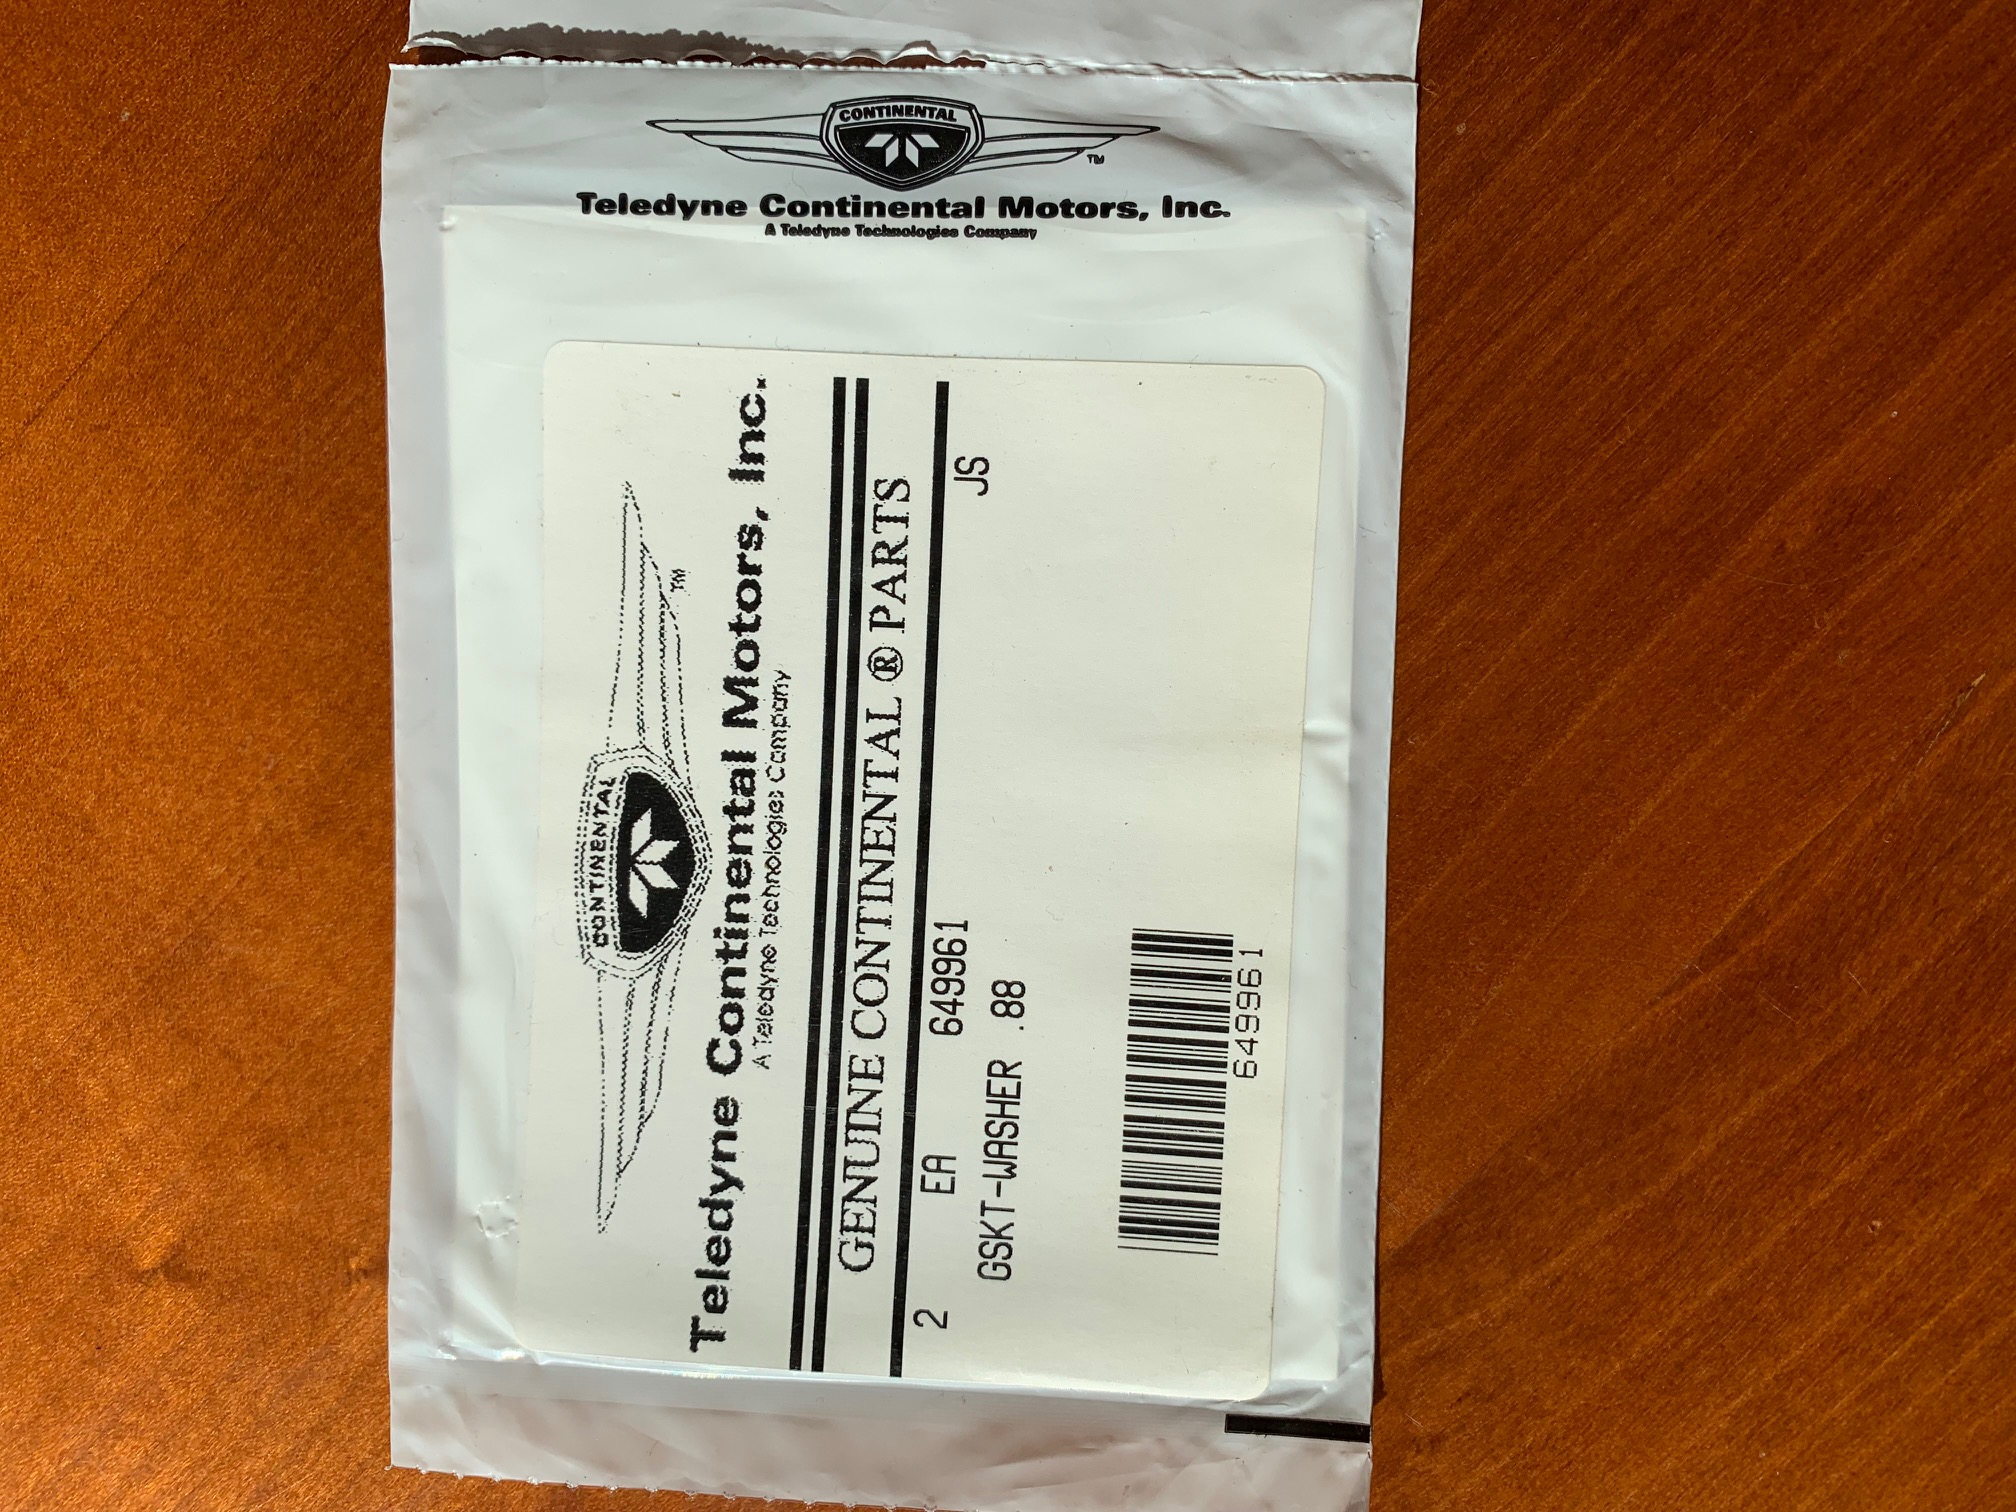 CONTINENTAL
TM
Teledyne Continental Motors, Inc.
A Teledyne Technologies Company
CONTINENTAL
TM
Teledyne Continental Motors, Inc.
A Teledyne Technologies Company
GENUINE CONTINENTAL ® PARTS
2 EA 649961 JS
GSKT-WASHER .88
649961